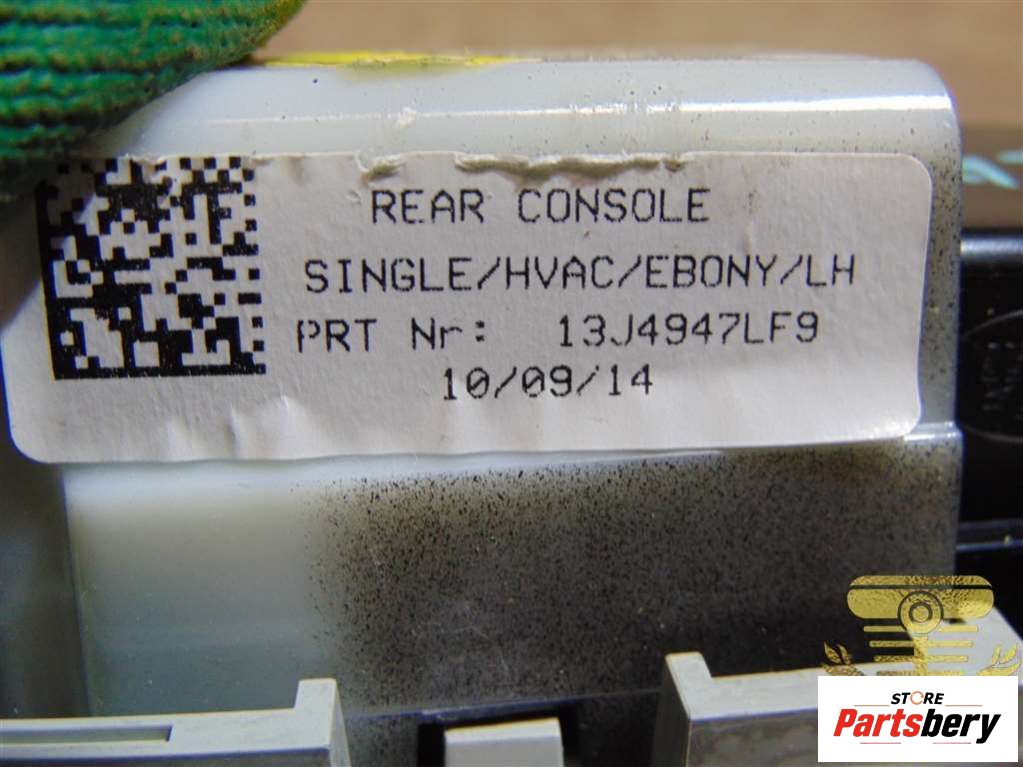 REAR CONSOLE
SINGLE/HVAC/EBONY/LH
PRT Nr: 13J4947LF9
10/09/14
STORE
Partsbery